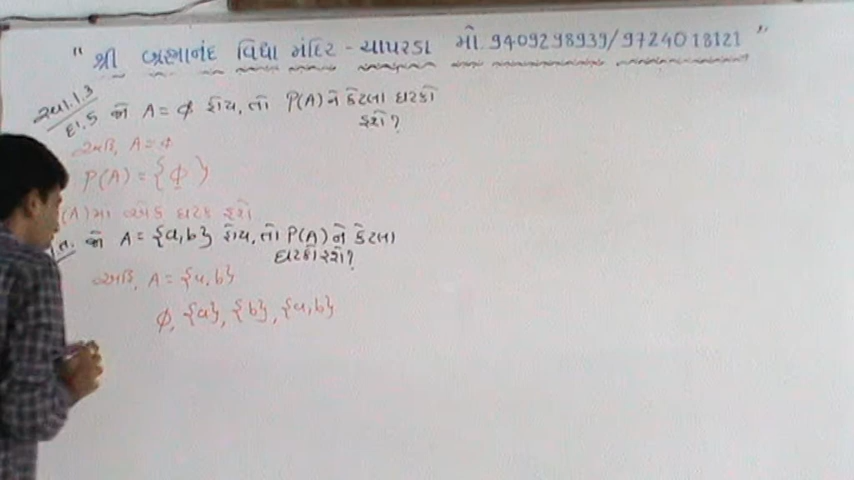 " શ્રી બ્રહ્માનંદ વિદ્યા મંદિર - ચાપરડા મો. 9409298939/9724018121 "
સ્વા.1.3
દા.5 જો A = ϕ હોય, તો P(A) ને કેટલા ઘટકો
હશે?
અહિં, A = ϕ
P(A) = {ϕ}
(A)માં એક ઘટક હશે
જો A = {a,b} હોય, તો P(A) ને કેટલા
ઘટકો હશે?
અહિં, A = {a,b}
ϕ, {a}, {b}, {a,b}